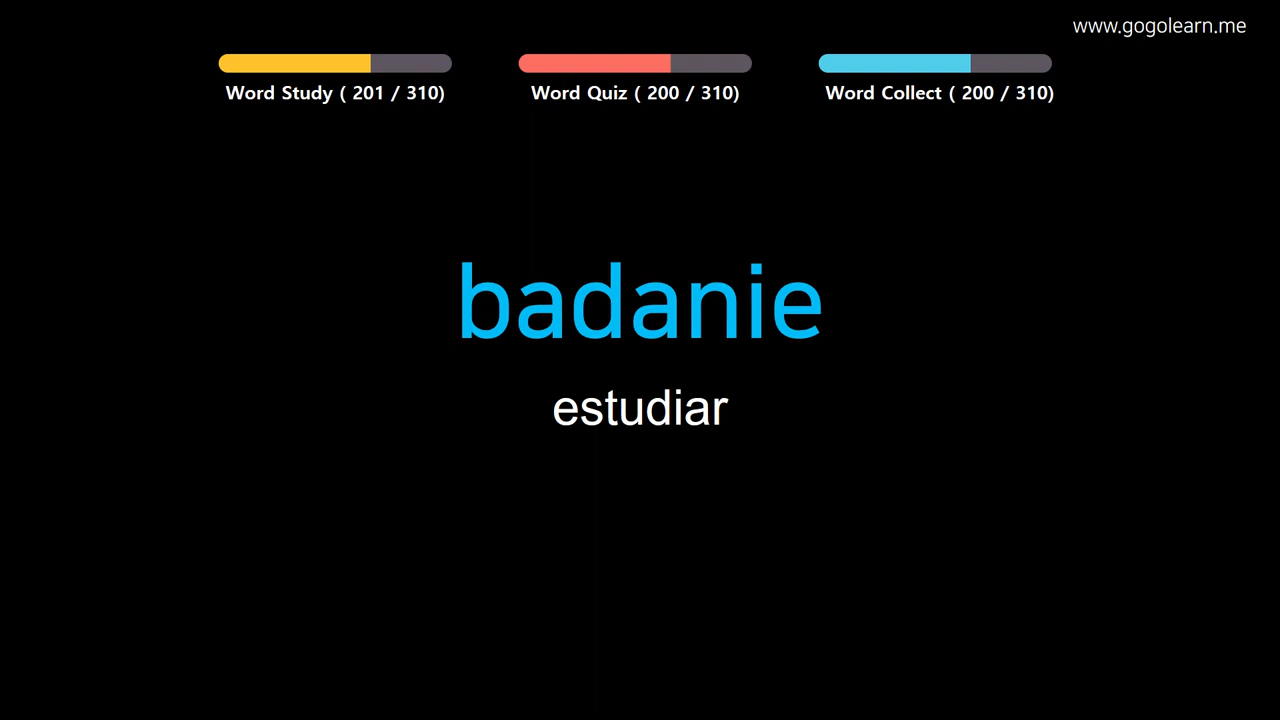 www.gogolearn.me
Word Study ( 201 / 310)
Word Quiz ( 200 / 310)
Word Collect ( 200 / 310)
badanie
estudiar